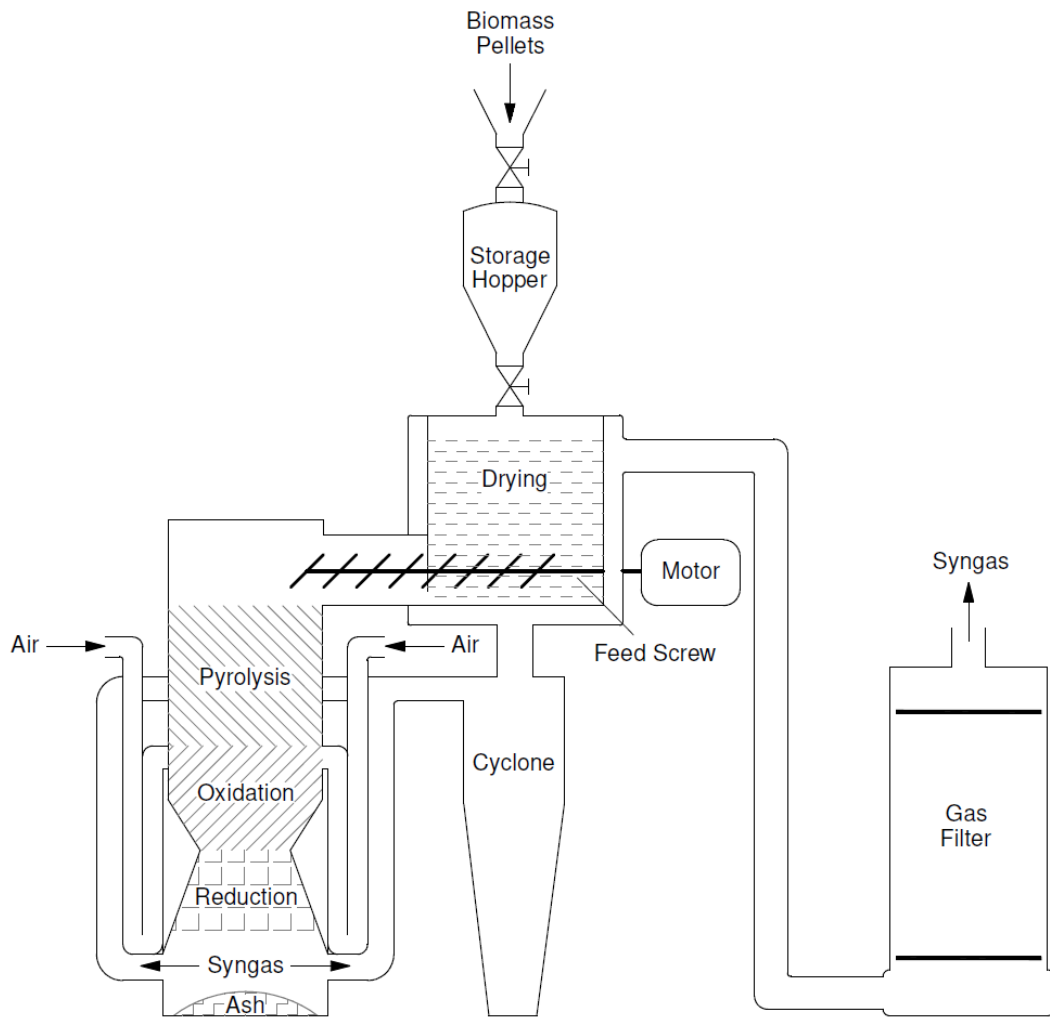 Biomass
Pellets
Storage
Hopper
Drying
Motor
Feed Screw
Syngas
Air
Air
Pyrolysis
Cyclone
Oxidation
Gas
Filter
Reduction
Syngas
Ash